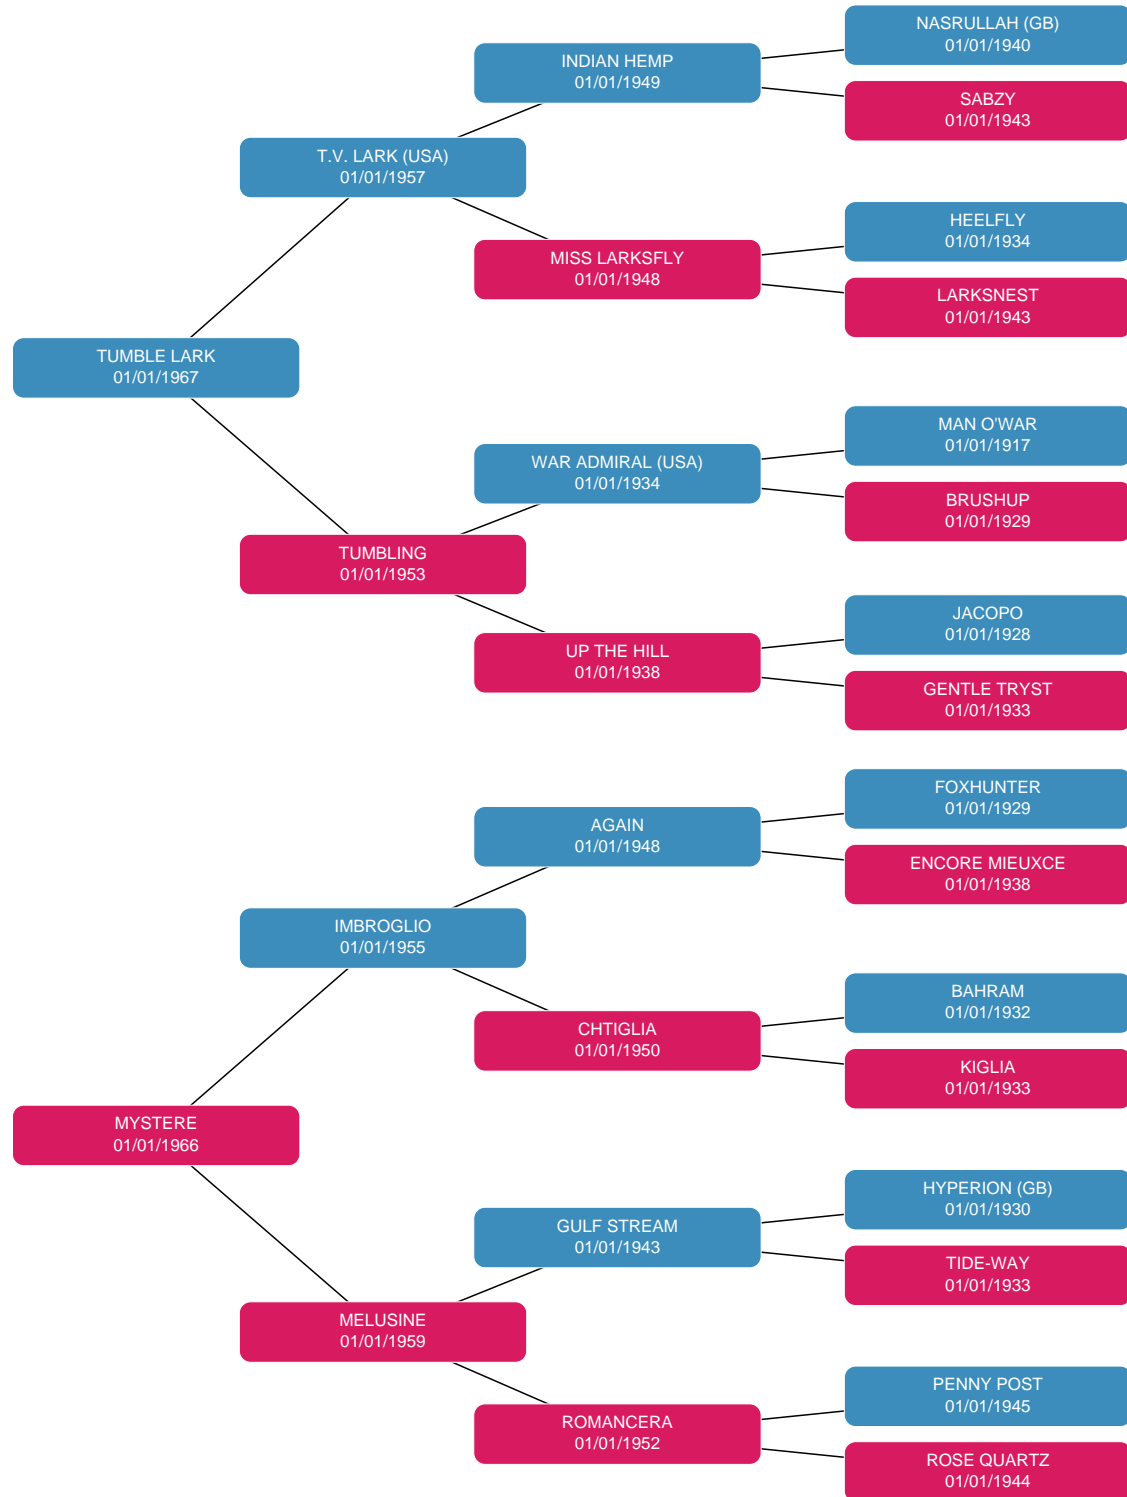 NASRULLAH (GB)
01/01/1940
INDIAN HEMP
01/01/1949
SABZY
01/01/1943
T.V. LARK (USA)
01/01/1957
HEELFLY
01/01/1934
MISS LARKSFLY
01/01/1948
LARKSNEST
01/01/1943
TUMBLE LARK
01/01/1967
MAN O'WAR
01/01/1917
WAR ADMIRAL (USA)
01/01/1934
BRUSHUP
01/01/1929
TUMBLING
01/01/1953
JACOPO
01/01/1928
UP THE HILL
01/01/1938
GENTLE TRYST
01/01/1933
FOXHUNTER
01/01/1929
AGAIN
01/01/1948
ENCORE MIEUXCE
01/01/1938
IMBROGLIO
01/01/1955
BAHRAM
01/01/1932
CHTIGLIA
01/01/1950
KIGLIA
01/01/1933
MYSTERE
01/01/1966
HYPERION (GB)
01/01/1930
GULF STREAM
01/01/1943
TIDE-WAY
01/01/1933
MELUSINE
01/01/1959
PENNY POST
01/01/1945
ROMANCERA
01/01/1952
ROSE QUARTZ
01/01/1944